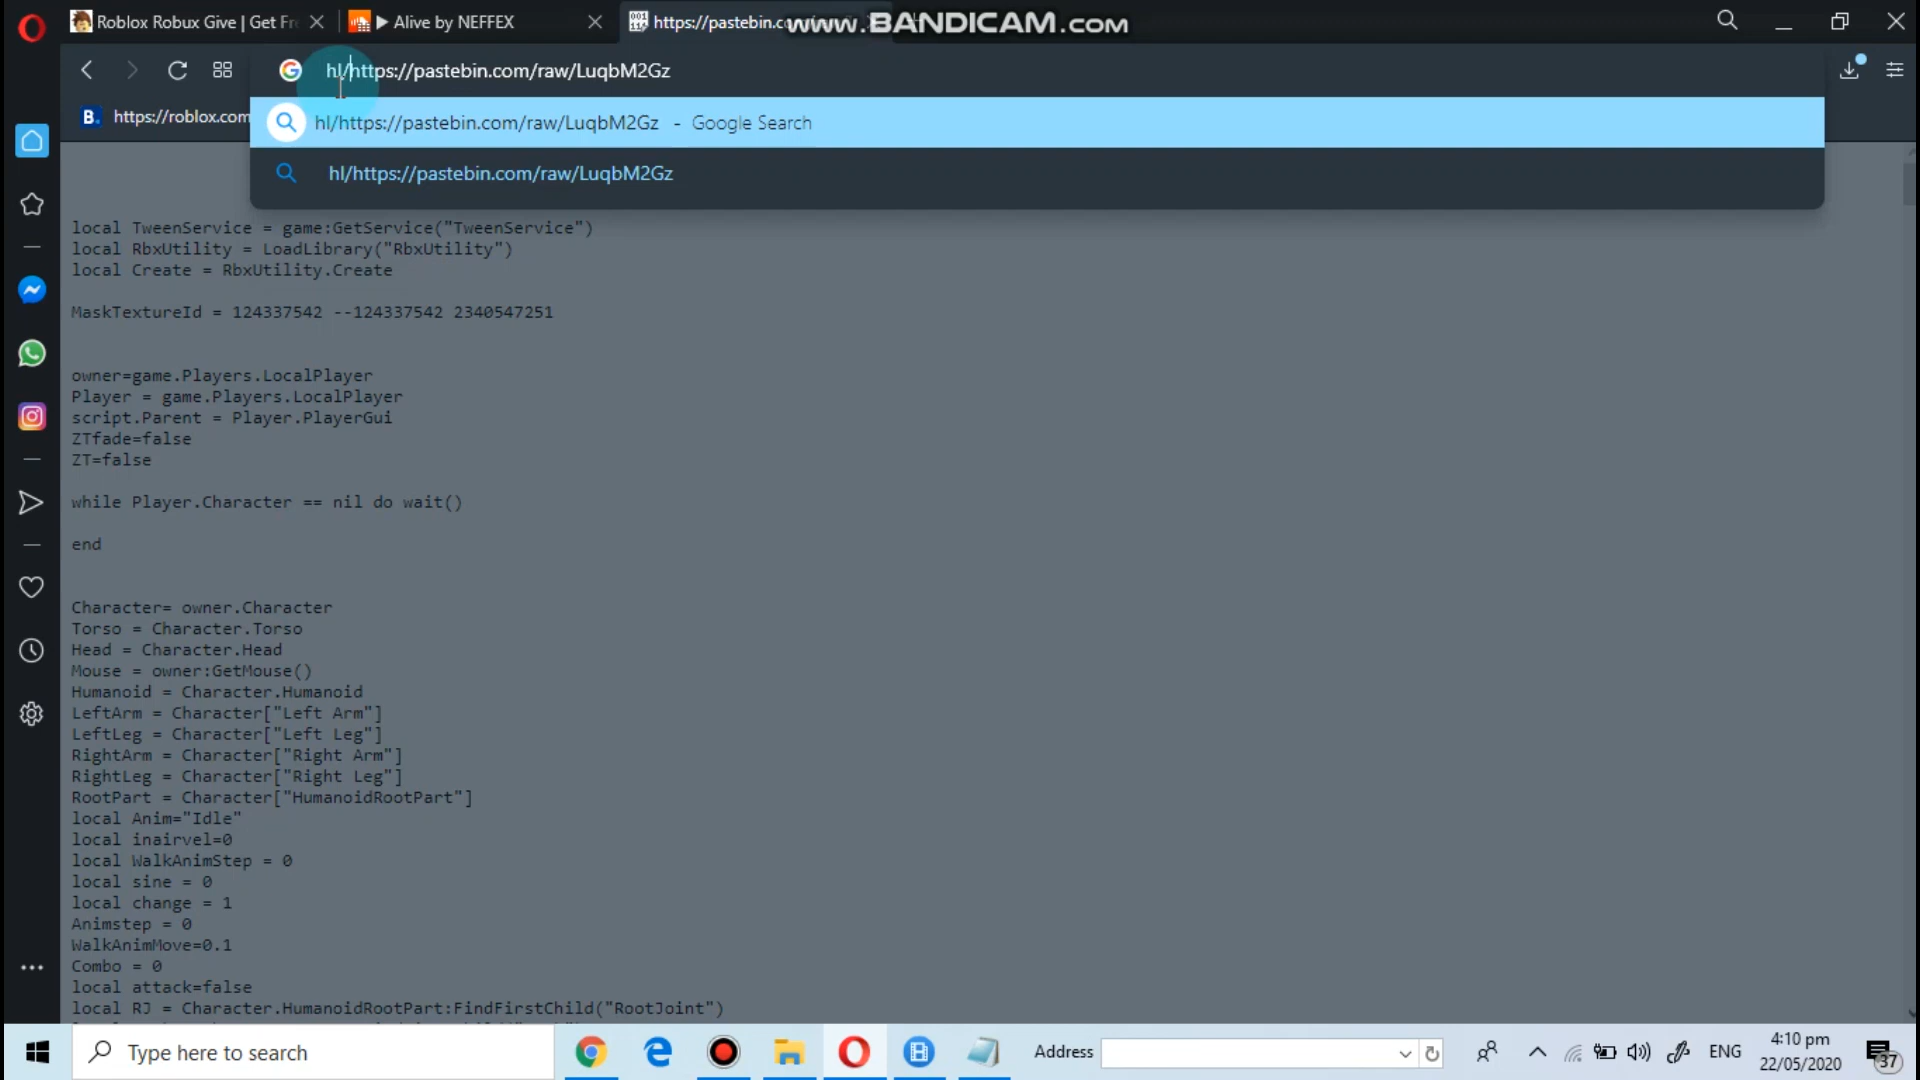 Roblox Robux Give | Get Fr
Alive by NEFFEX
https://pastebin.co
www.BANDICAM.com
hl/https://pastebin.com/raw/LuqbM2Gz
B. https://roblox.com
hl/https://pastebin.com/raw/LuqbM2Gz - Google Search
hl/https://pastebin.com/raw/LuqbM2Gz
local TweenService = game:GetService("TweenService")
local RbxUtility = LoadLibrary("RbxUtility")
local Create = RbxUtility.Create
MaskTextureId = 124337542 --124337542 2340547251
owner=game.Players.LocalPlayer
Player = game.Players.LocalPlayer
script.Parent = Player.PlayerGui
ZTfade=false
ZT=false
while Player.Character == nil do wait()
end
Character= owner.Character
Torso = Character.Torso
Head = Character.Head
Mouse = owner:GetMouse()
Humanoid = Character.Humanoid
LeftArm = Character["Left Arm"]
LeftLeg = Character["Left Leg"]
RightArm = Character["Right Arm"]
RightLeg = Character["Right Leg"]
RootPart = Character["HumanoidRootPart"]
local Anim="Idle"
local inairvel=0
local WalkAnimStep = 0
local sine = 0
local change = 1
Animstep = 0
WalkAnimMove=0.1
Combo = 0
local attack=false
local RJ = Character.HumanoidRootPart:FindFirstChild("RootJoint")
Type here to search
Address
ENG
4:10 pm
22/05/2020
37